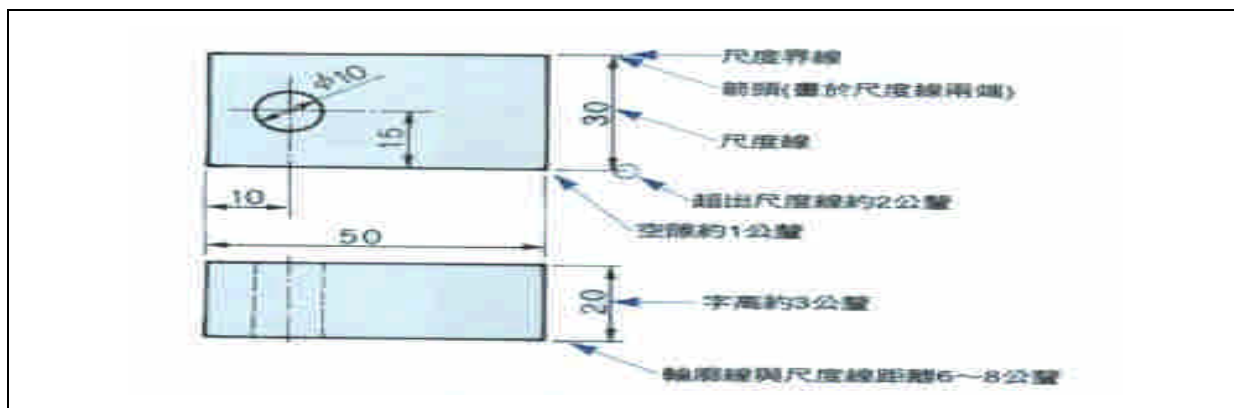 尺度界線
箭頭(畫於尺度線兩端)
ϕ10
30
15
尺度線
10
超出尺度線約2公釐
空隙約1公釐
50
20
字高約3公釐
輪廓線與尺度線距離6～8公釐